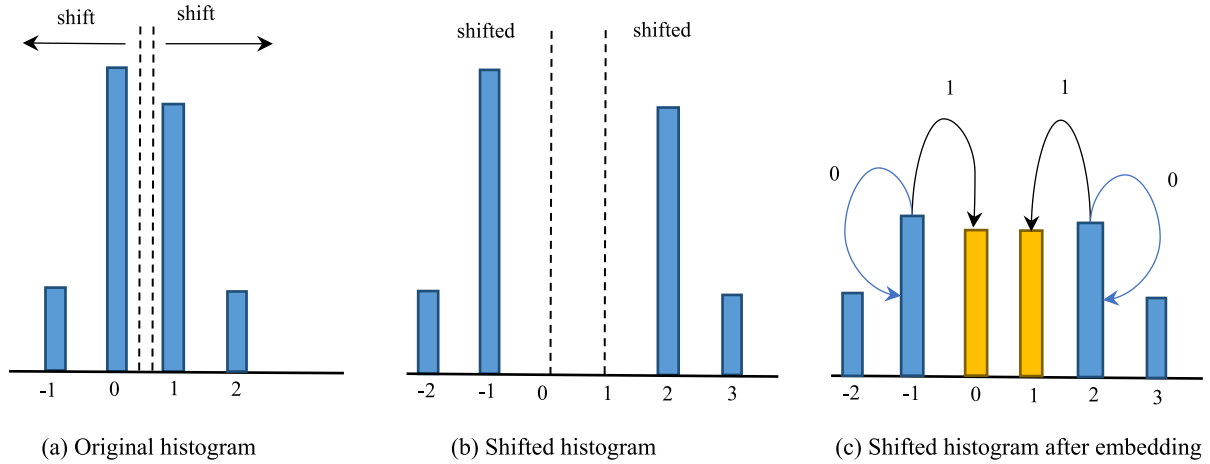 shift
shift
-1 0 1 2
(a) Original histogram
shifted
shifted
-2 -1 0 1 2 3
(b) Shifted histogram
1
1
0
0
-2 -1 0 1 2 3
(c) Shifted histogram after embedding